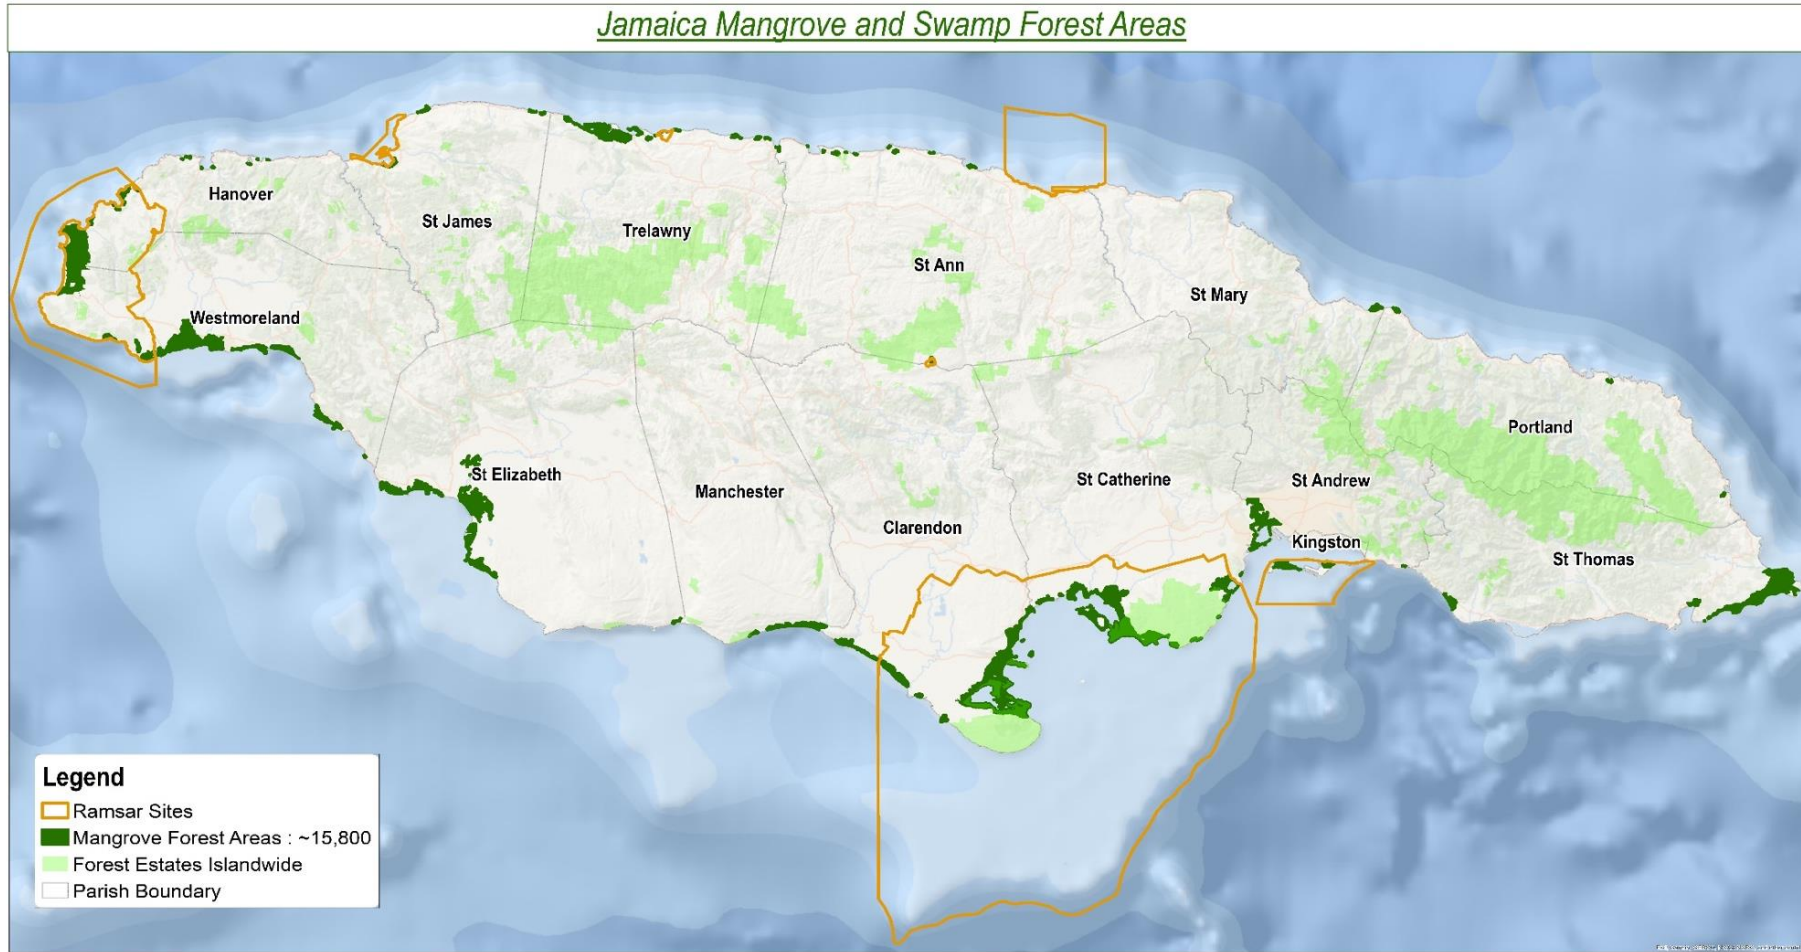 Jamaica Mangrove and Swamp Forest Areas
Hanover
St James
Trelawny
St Ann
St Mary
Westmoreland
Portland
St Elizabeth
Manchester
St Catherine
St Andrew
Clarendon
Kingston
St Thomas
Legend
Ramsar Sites
Mangrove Forest Areas : ~15,800
Forest Estates Islandwide
Parish Boundary